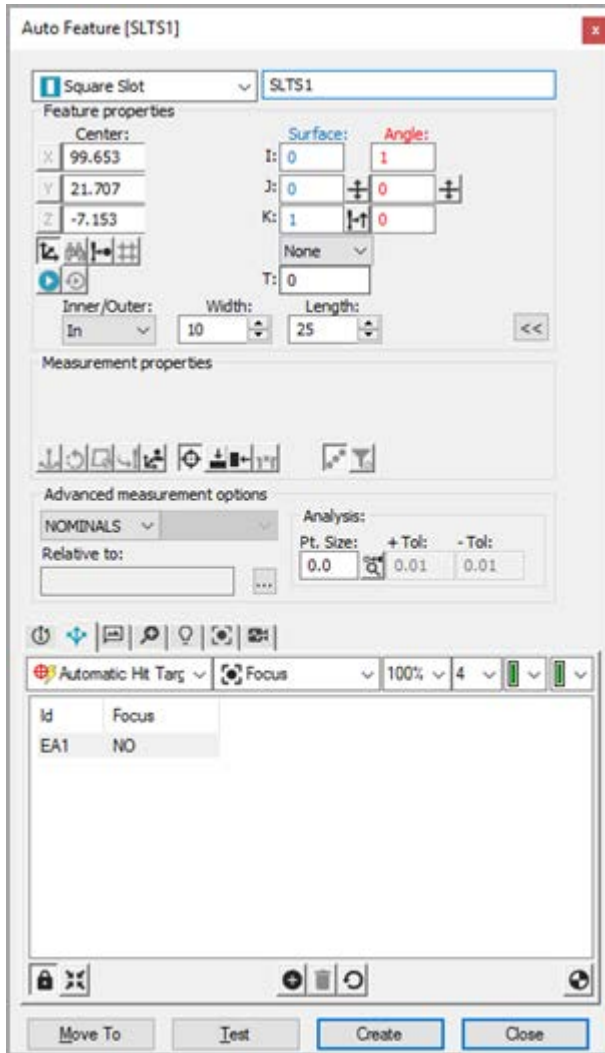 Auto Feature [SLTS1]
x
Square Slot SLTS1
Feature properties
Center: Surface: Angle:
X 99.653 I: 0 1
Y 21.707 J: 0 0
Z -7.153 K: 1 0
None
T: 0
Inner/Outer: Width: Length:
In 10 25 <<
Measurement properties
Advanced measurement options
NOMINALS Analysis:
Pt. Size: + Tol: - Tol:
Relative to: 0.0 0.01 0.01
...
Automatic Hit Targ Focus 100% 4
Id Focus
EA1 NO
Move To Test Create Close